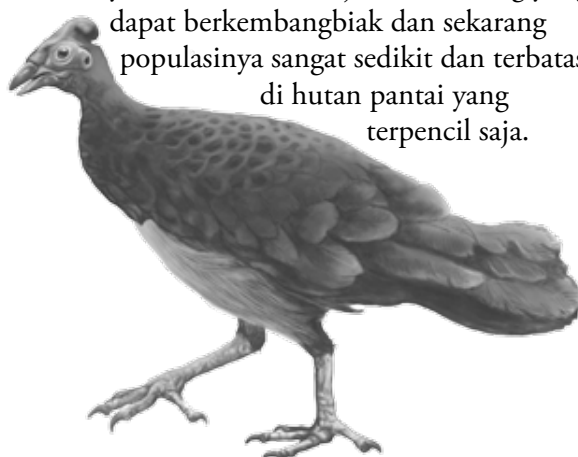 dapat berkembangbiak dan sekarang
populasinya sangat sedikit dan terbatas
di hutan pantai yang
terpencil saja.